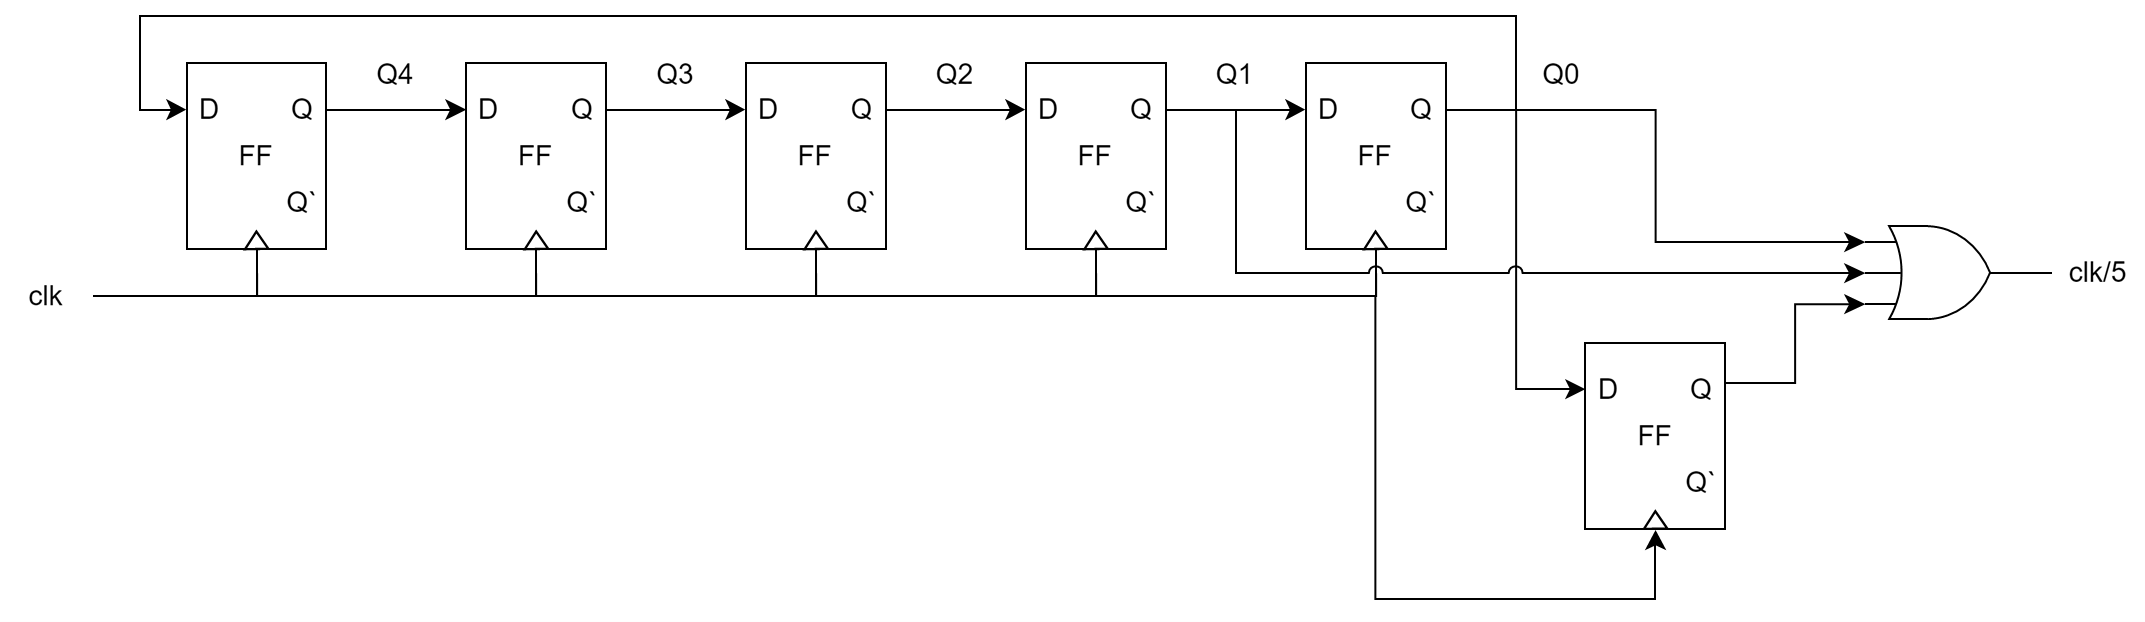 Q4 Q3 Q2 Q1 Q0
D Q D Q D Q D Q D Q
FF FF FF FF FF
Q` Q` Q` Q` Q`
clk/5
clk
D Q
FF
Q`